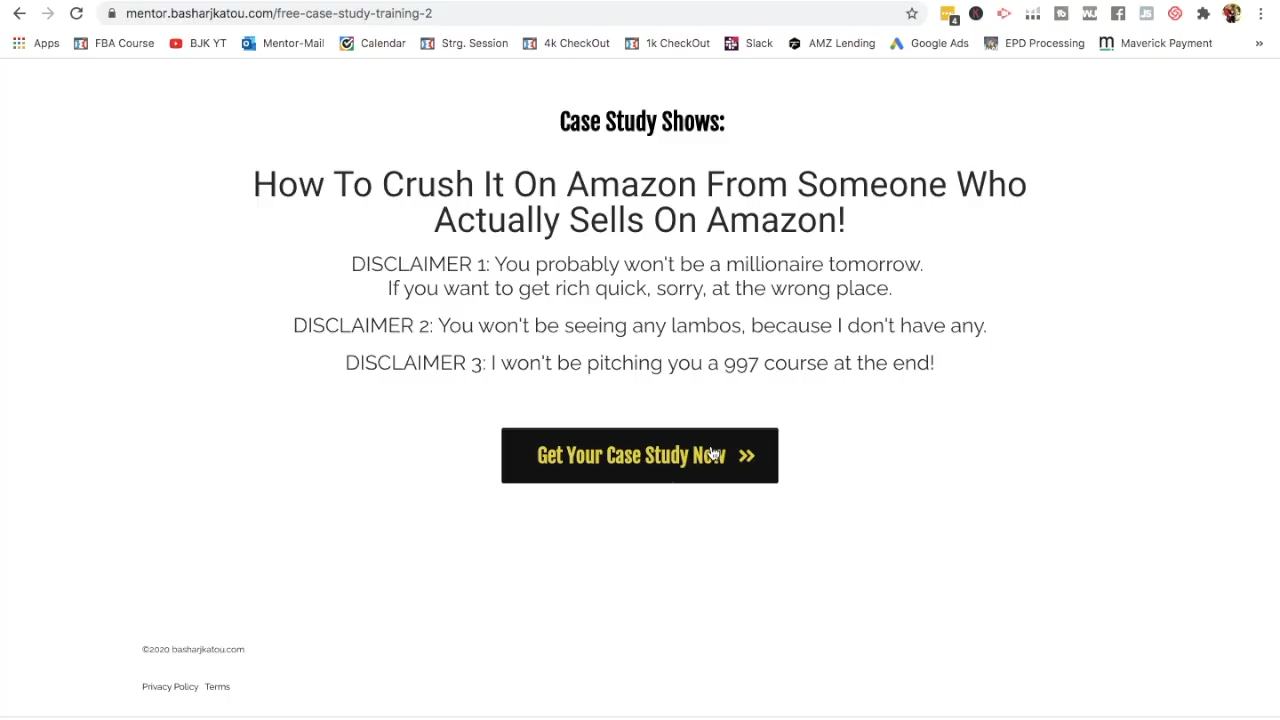 mentor.basharjkatou.com/free-case-study-training-2
4
Apps FBA Course BJK YT Mentor-Mail Calendar Strg. Session 4k CheckOut 1k CheckOut Slack AMZ Lending Google Ads EPD Processing Maverick Payment »
Case Study Shows:
How To Crush It On Amazon From Someone Who
Actually Sells On Amazon!
DISCLAIMER 1: You probably won't be a millionaire tomorrow.
If you want to get rich quick, sorry, at the wrong place.
DISCLAIMER 2: You won't be seeing any lambos, because I don't have any.
DISCLAIMER 3: I won't be pitching you a 997 course at the end!
Get Your Case Study Now »
©2020 basharjkatou.com
Privacy Policy Terms